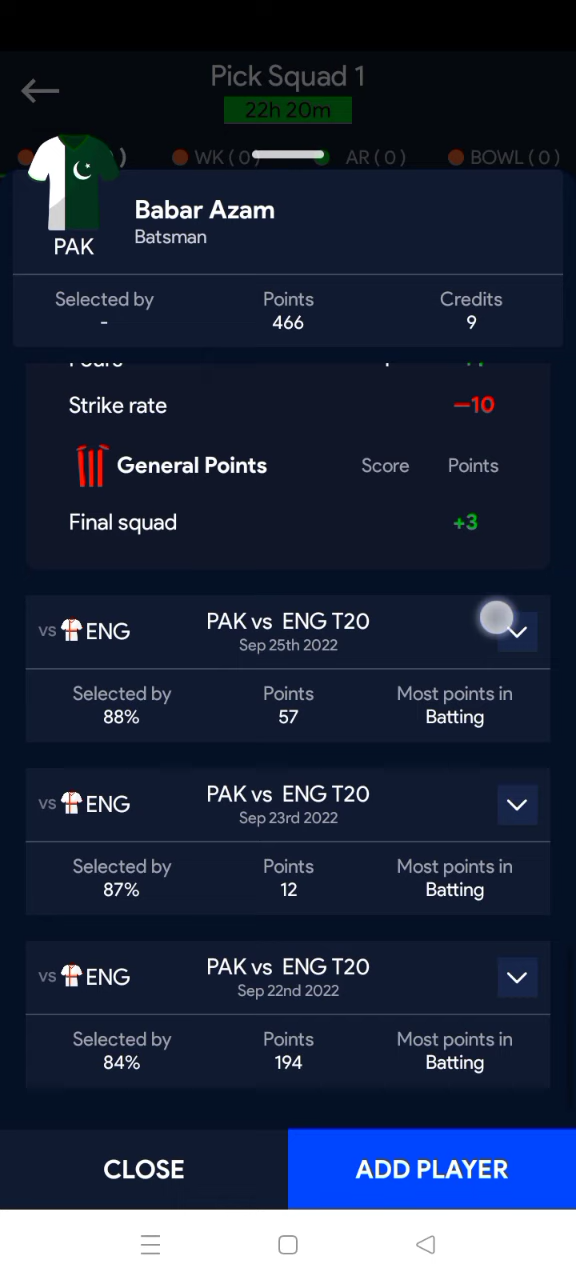 Pick Squad 1
22h 20m
WK ( 0 AR ( 0 ) BOWL ( 0 )
Babar Azam
Batsman
PAK
Selected by Points Credits
- 466 9
Strike rate –10
General Points Score Points
Final squad +3
vs ENG PAK vs ENG T20
Sep 25th 2022
Selected by Points Most points in
88% 57 Batting
vs ENG PAK vs ENG T20
Sep 23rd 2022
Selected by Points Most points in
87% 12 Batting
vs ENG PAK vs ENG T20
Sep 22nd 2022
Selected by Points Most points in
84% 194 Batting
CLOSE ADD PLAYER